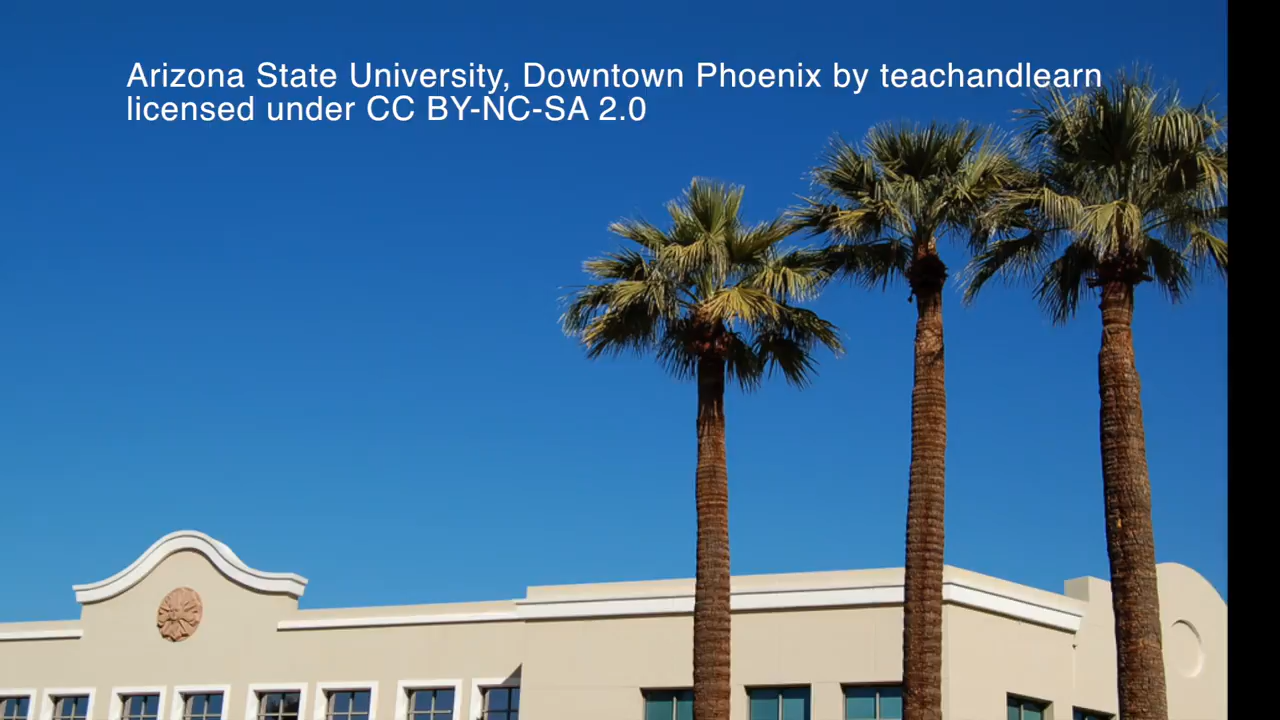 Arizona State University, Downtown Phoenix by teachandlearn
licensed under CC BY-NC-SA 2.0